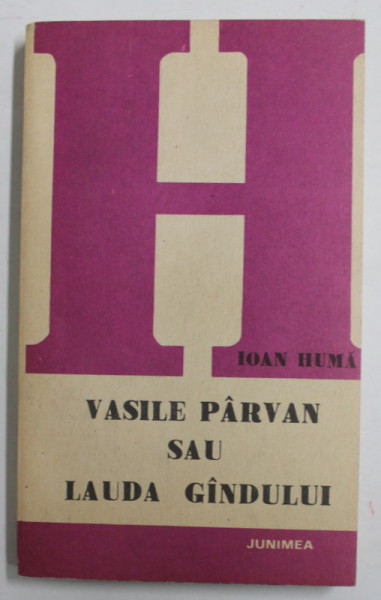 H
IOAN HUMĂ
VASILE PÂRVAN
SAU
LAUDA GÎNDULUI
JUNIMEA